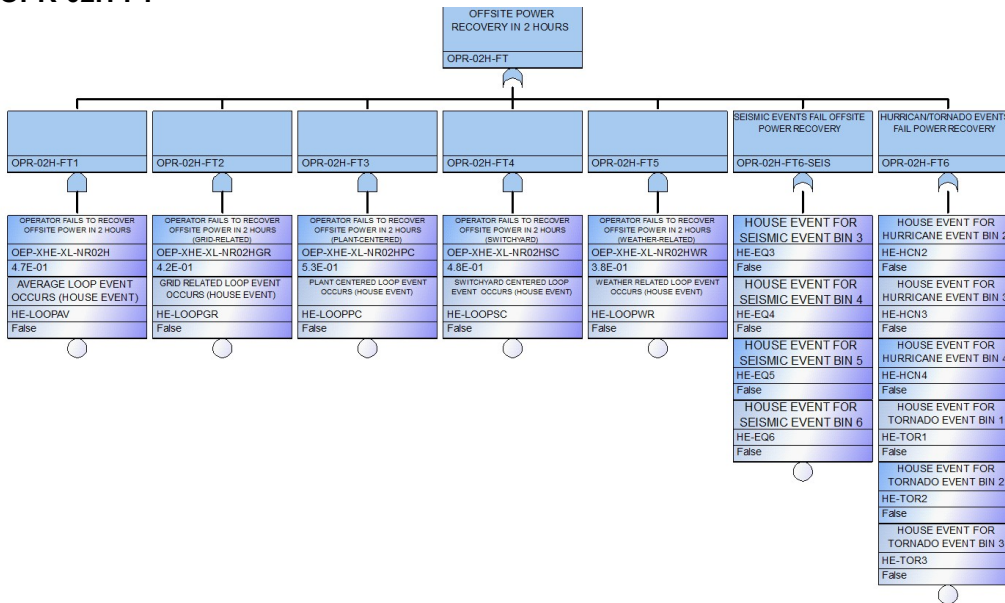 OFFSITE POWER
RECOVERY IN 2 HOURS
OPR-02H-FT
OPR-02H-FT1
OPR-02H-FT2
OPR-02H-FT3
OPR-02H-FT4
OPR-02H-FT5
SEISMIC EVENTS FAIL OFFSITE
POWER RECOVERY
OPR-02H-FT6-SEIS
HURRICAN/TORNADO EVENTS
FAIL POWER RECOVERY
OPR-02H-FT6
OPERATOR FAILS TO RECOVER
OFFSITE POWER IN 2 HOURS
OEP-XHE-XL-NR02H
4.7E-01
AVERAGE LOOP EVENT
OCCURS (HOUSE EVENT)
HE-LOOPAV
False
OPERATOR FAILS TO RECOVER
OFFSITE POWER IN 2 HOURS
(GRID-RELATED)
OEP-XHE-XL-NR02HGR
4.2E-01
GRID RELATED LOOP EVENT
OCCURS (HOUSE EVENT)
HE-LOOPGR
False
OPERATOR FAILS TO RECOVER
OFFSITE POWER IN 2 HOURS
(PLANT-CENTERED)
OEP-XHE-XL-NR02HPC
5.3E-01
PLANT CENTERED LOOP EVENT
OCCURS (HOUSE EVENT)
HE-LOOPPC
False
OPERATOR FAILS TO RECOVER
OFFSITE POWER IN 2 HOURS
(SWITCHYARD)
OEP-XHE-XL-NR02HSC
4.8E-01
SWITCHYARD CENTERED LOOP
EVENT OCCURS (HOUSE EVENT)
HE-LOOPSC
False
OPERATOR FAILS TO RECOVER
OFFSITE POWER IN 2 HOURS
(WEATHER-RELATED)
OEP-XHE-XL-NR02HWR
3.8E-01
WEATHER RELATED LOOP EVENT
OCCURS (HOUSE EVENT)
HE-LOOPWR
False
HOUSE EVENT FOR
SEISMIC EVENT BIN 3
HE-EQ3
False
HOUSE EVENT FOR
SEISMIC EVENT BIN 4
HE-EQ4
False
HOUSE EVENT FOR
SEISMIC EVENT BIN 5
HE-EQ5
False
HOUSE EVENT FOR
SEISMIC EVENT BIN 6
HE-EQ6
False
HOUSE EVENT FOR
HURRICANE EVENT BIN 2
HE-HCN2
False
HOUSE EVENT FOR
HURRICANE EVENT BIN 3
HE-HCN3
False
HOUSE EVENT FOR
HURRICANE EVENT BIN 4
HE-HCN4
False
HOUSE EVENT FOR
TORNADO EVENT BIN 1
HE-TOR1
False
HOUSE EVENT FOR
TORNADO EVENT BIN 2
HE-TOR2
False
HOUSE EVENT FOR
TORNADO EVENT BIN 3
HE-TOR3
False